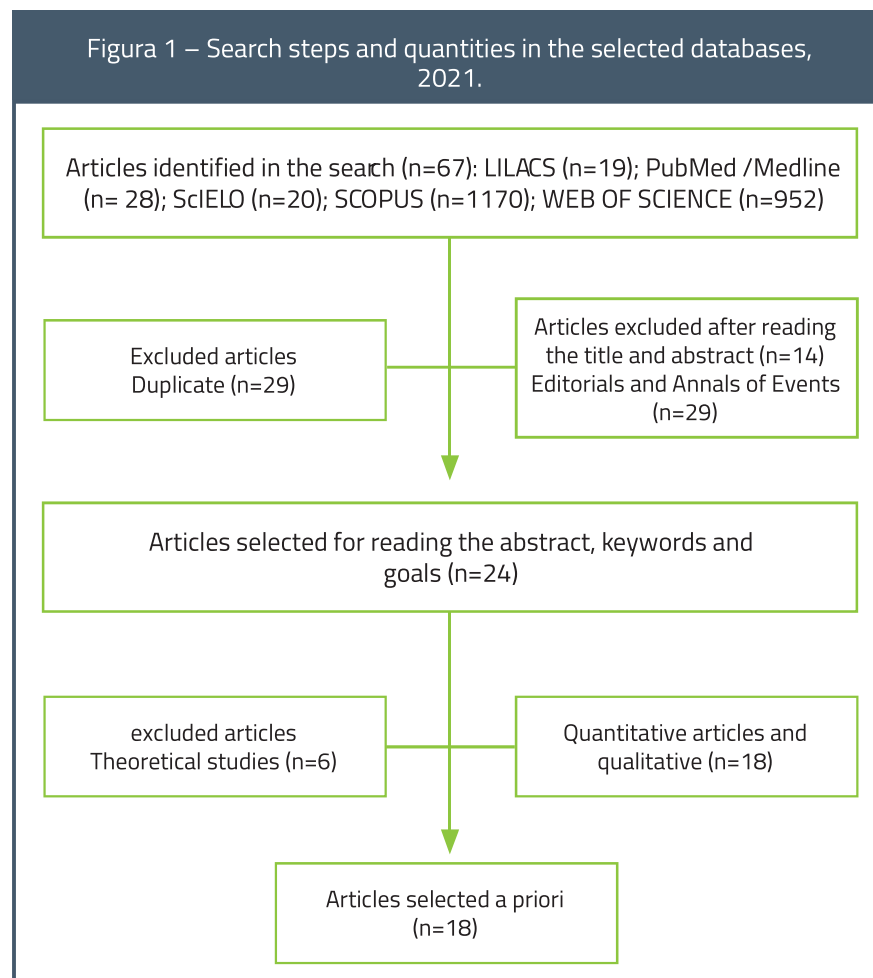 Figura 1 – Search steps and quantities in the selected databases,
2021.
Articles identified in the search (n=67): LILACS (n=19); PubMed /Medline
(n= 28); ScIELO (n=20); SCOPUS (n=1170); WEB OF SCIENCE (n=952)
Excluded articles
Duplicate (n=29)
Articles excluded after reading
the title and abstract (n=14)
Editorials and Annals of Events
(n=29)
Articles selected for reading the abstract, keywords and
goals (n=24)
excluded articles
Theoretical studies (n=6)
Quantitative articles and
qualitative (n=18)
Articles selected a priori
(n=18)